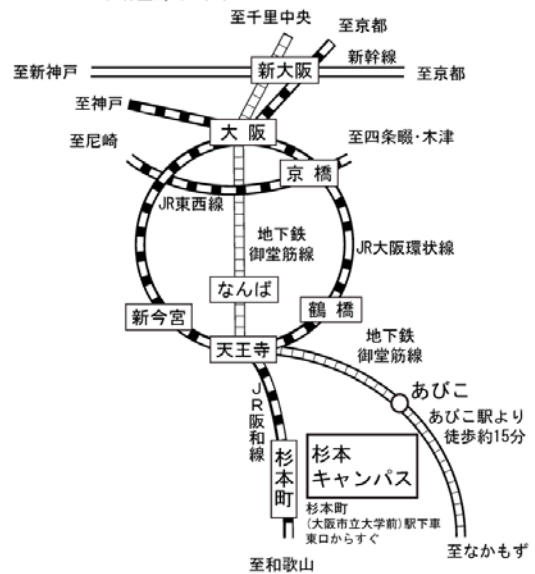 至千里中央
至京都
新幹線
至新神戸
新大阪
至京都
至神戸
大阪
至尼崎
至四条畷・木津
京橋
JR東西線
地下鉄
御堂筋線
JR大阪環状線
なんば
新今宮
鶴橋
地下鉄
御堂筋線
天王寺
あびこ
JR阪和線
あびこ駅より
徒歩約15分
杉本町
杉本
キャンパス
杉本町
(大阪市立大学前)駅下車
東口からすぐ
至和歌山
至なかもず